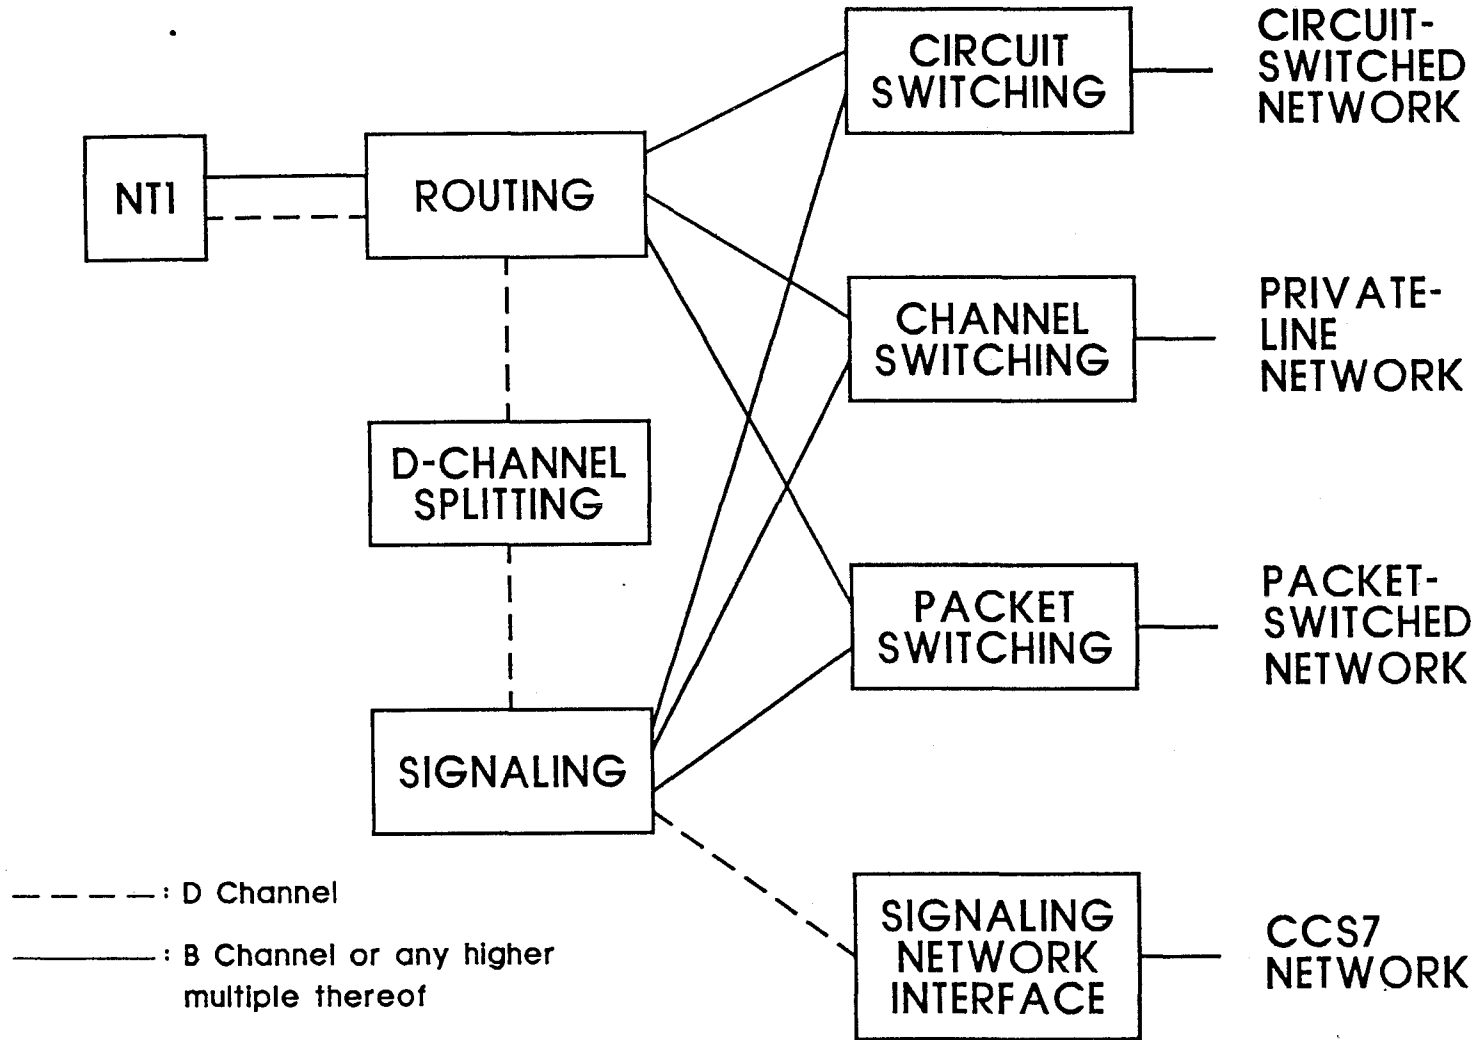 CIRCUIT
SWITCHING
CIRCUIT-
SWITCHED
NETWORK
NT1
ROUTING
CHANNEL
SWITCHING
PRIVATE-
LINE
NETWORK
D-CHANNEL
SPLITTING
PACKET
SWITCHING
PACKET-
SWITCHED
NETWORK
SIGNALING
SIGNALING
NETWORK
INTERFACE
CCS7
NETWORK
: D Channel
: B Channel or any higher
multiple thereof